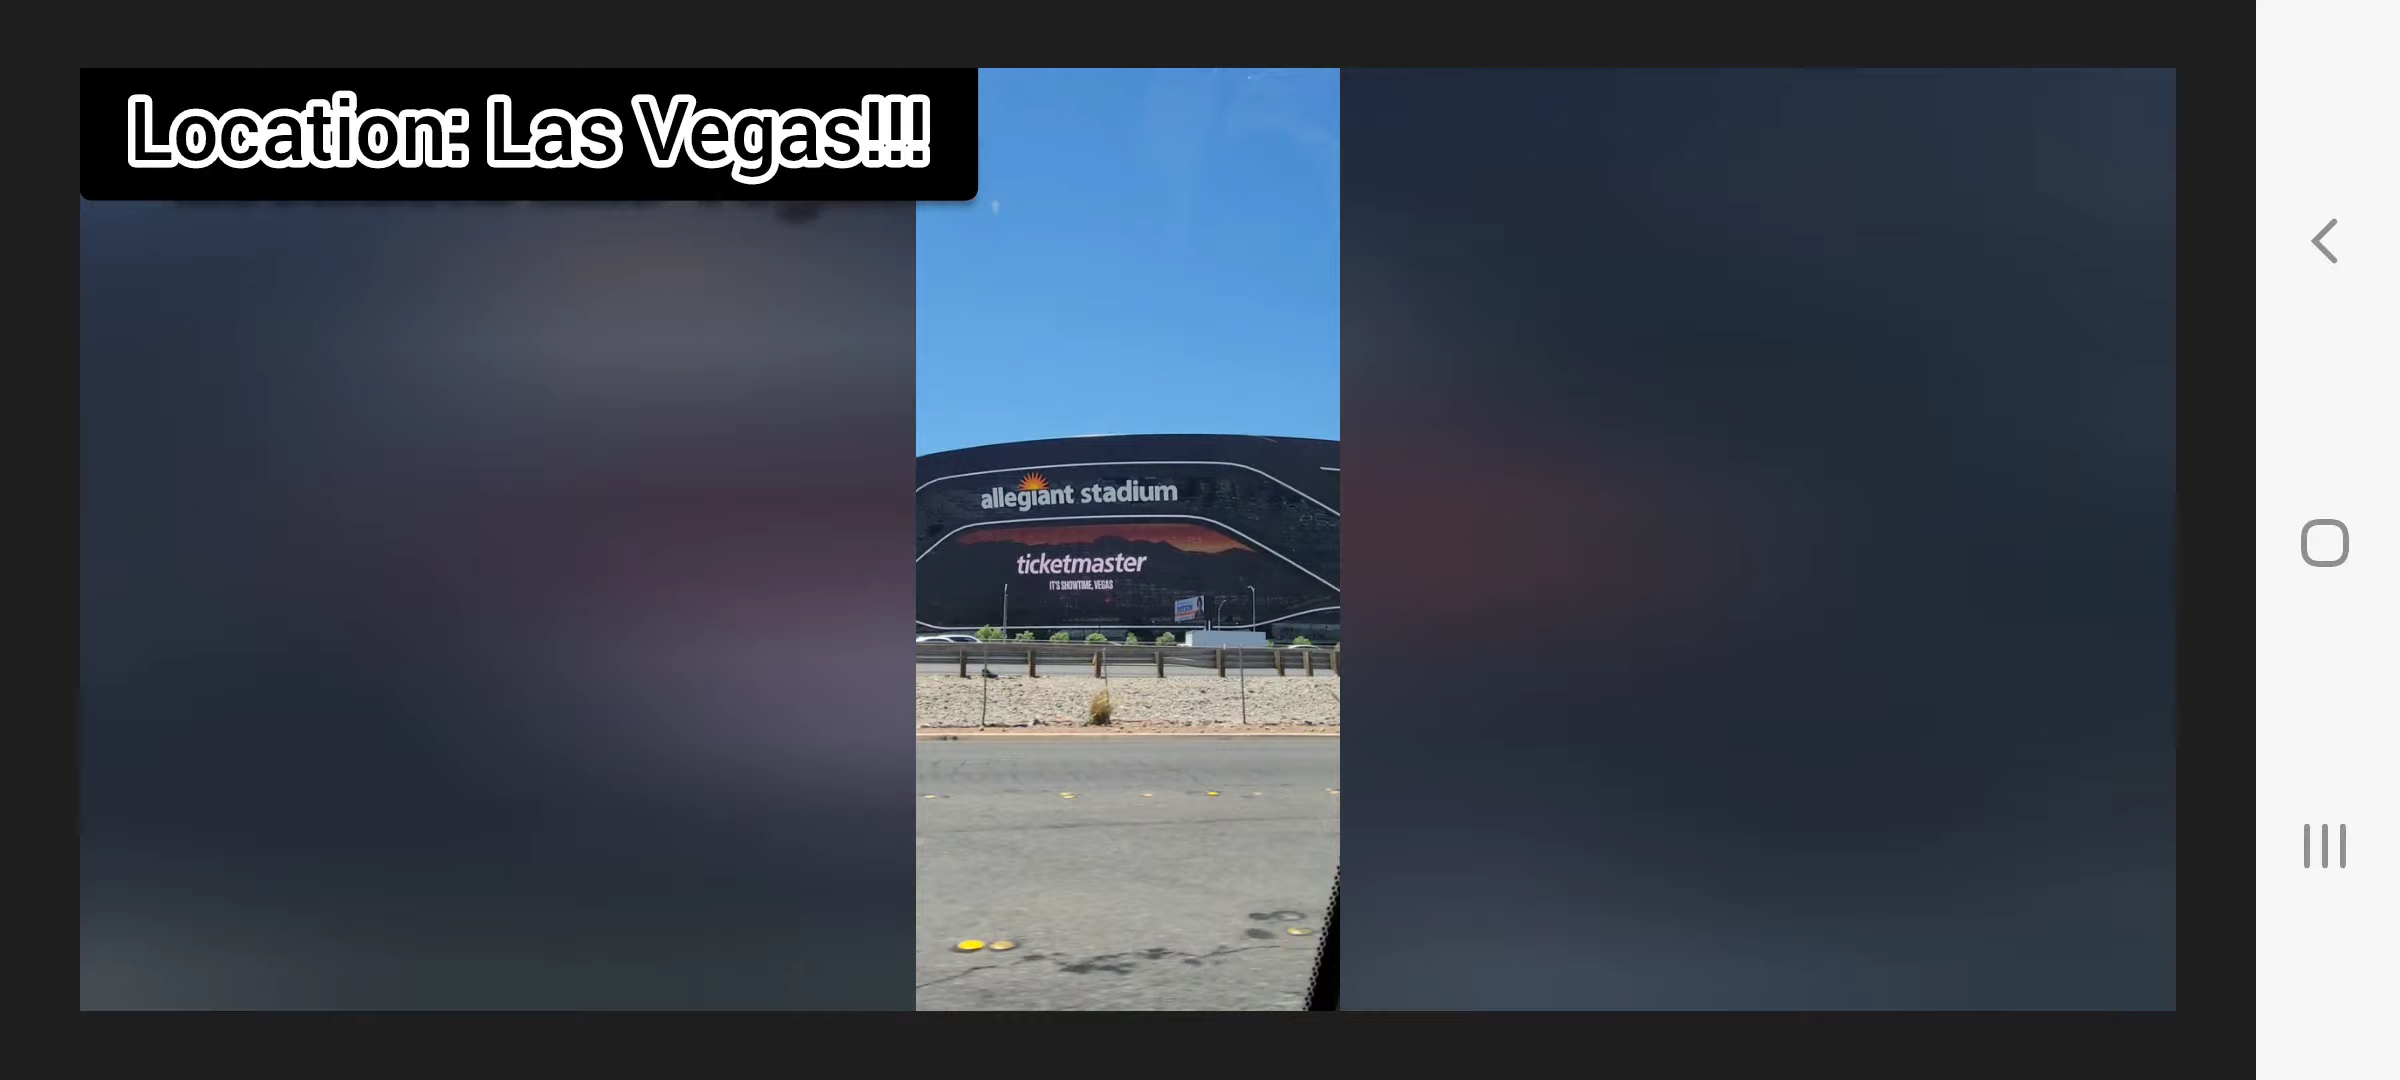 Location: Las Vegas!!!
allegiant stadium
ticketmaster
IT'S SHOWTIME, VEGAS